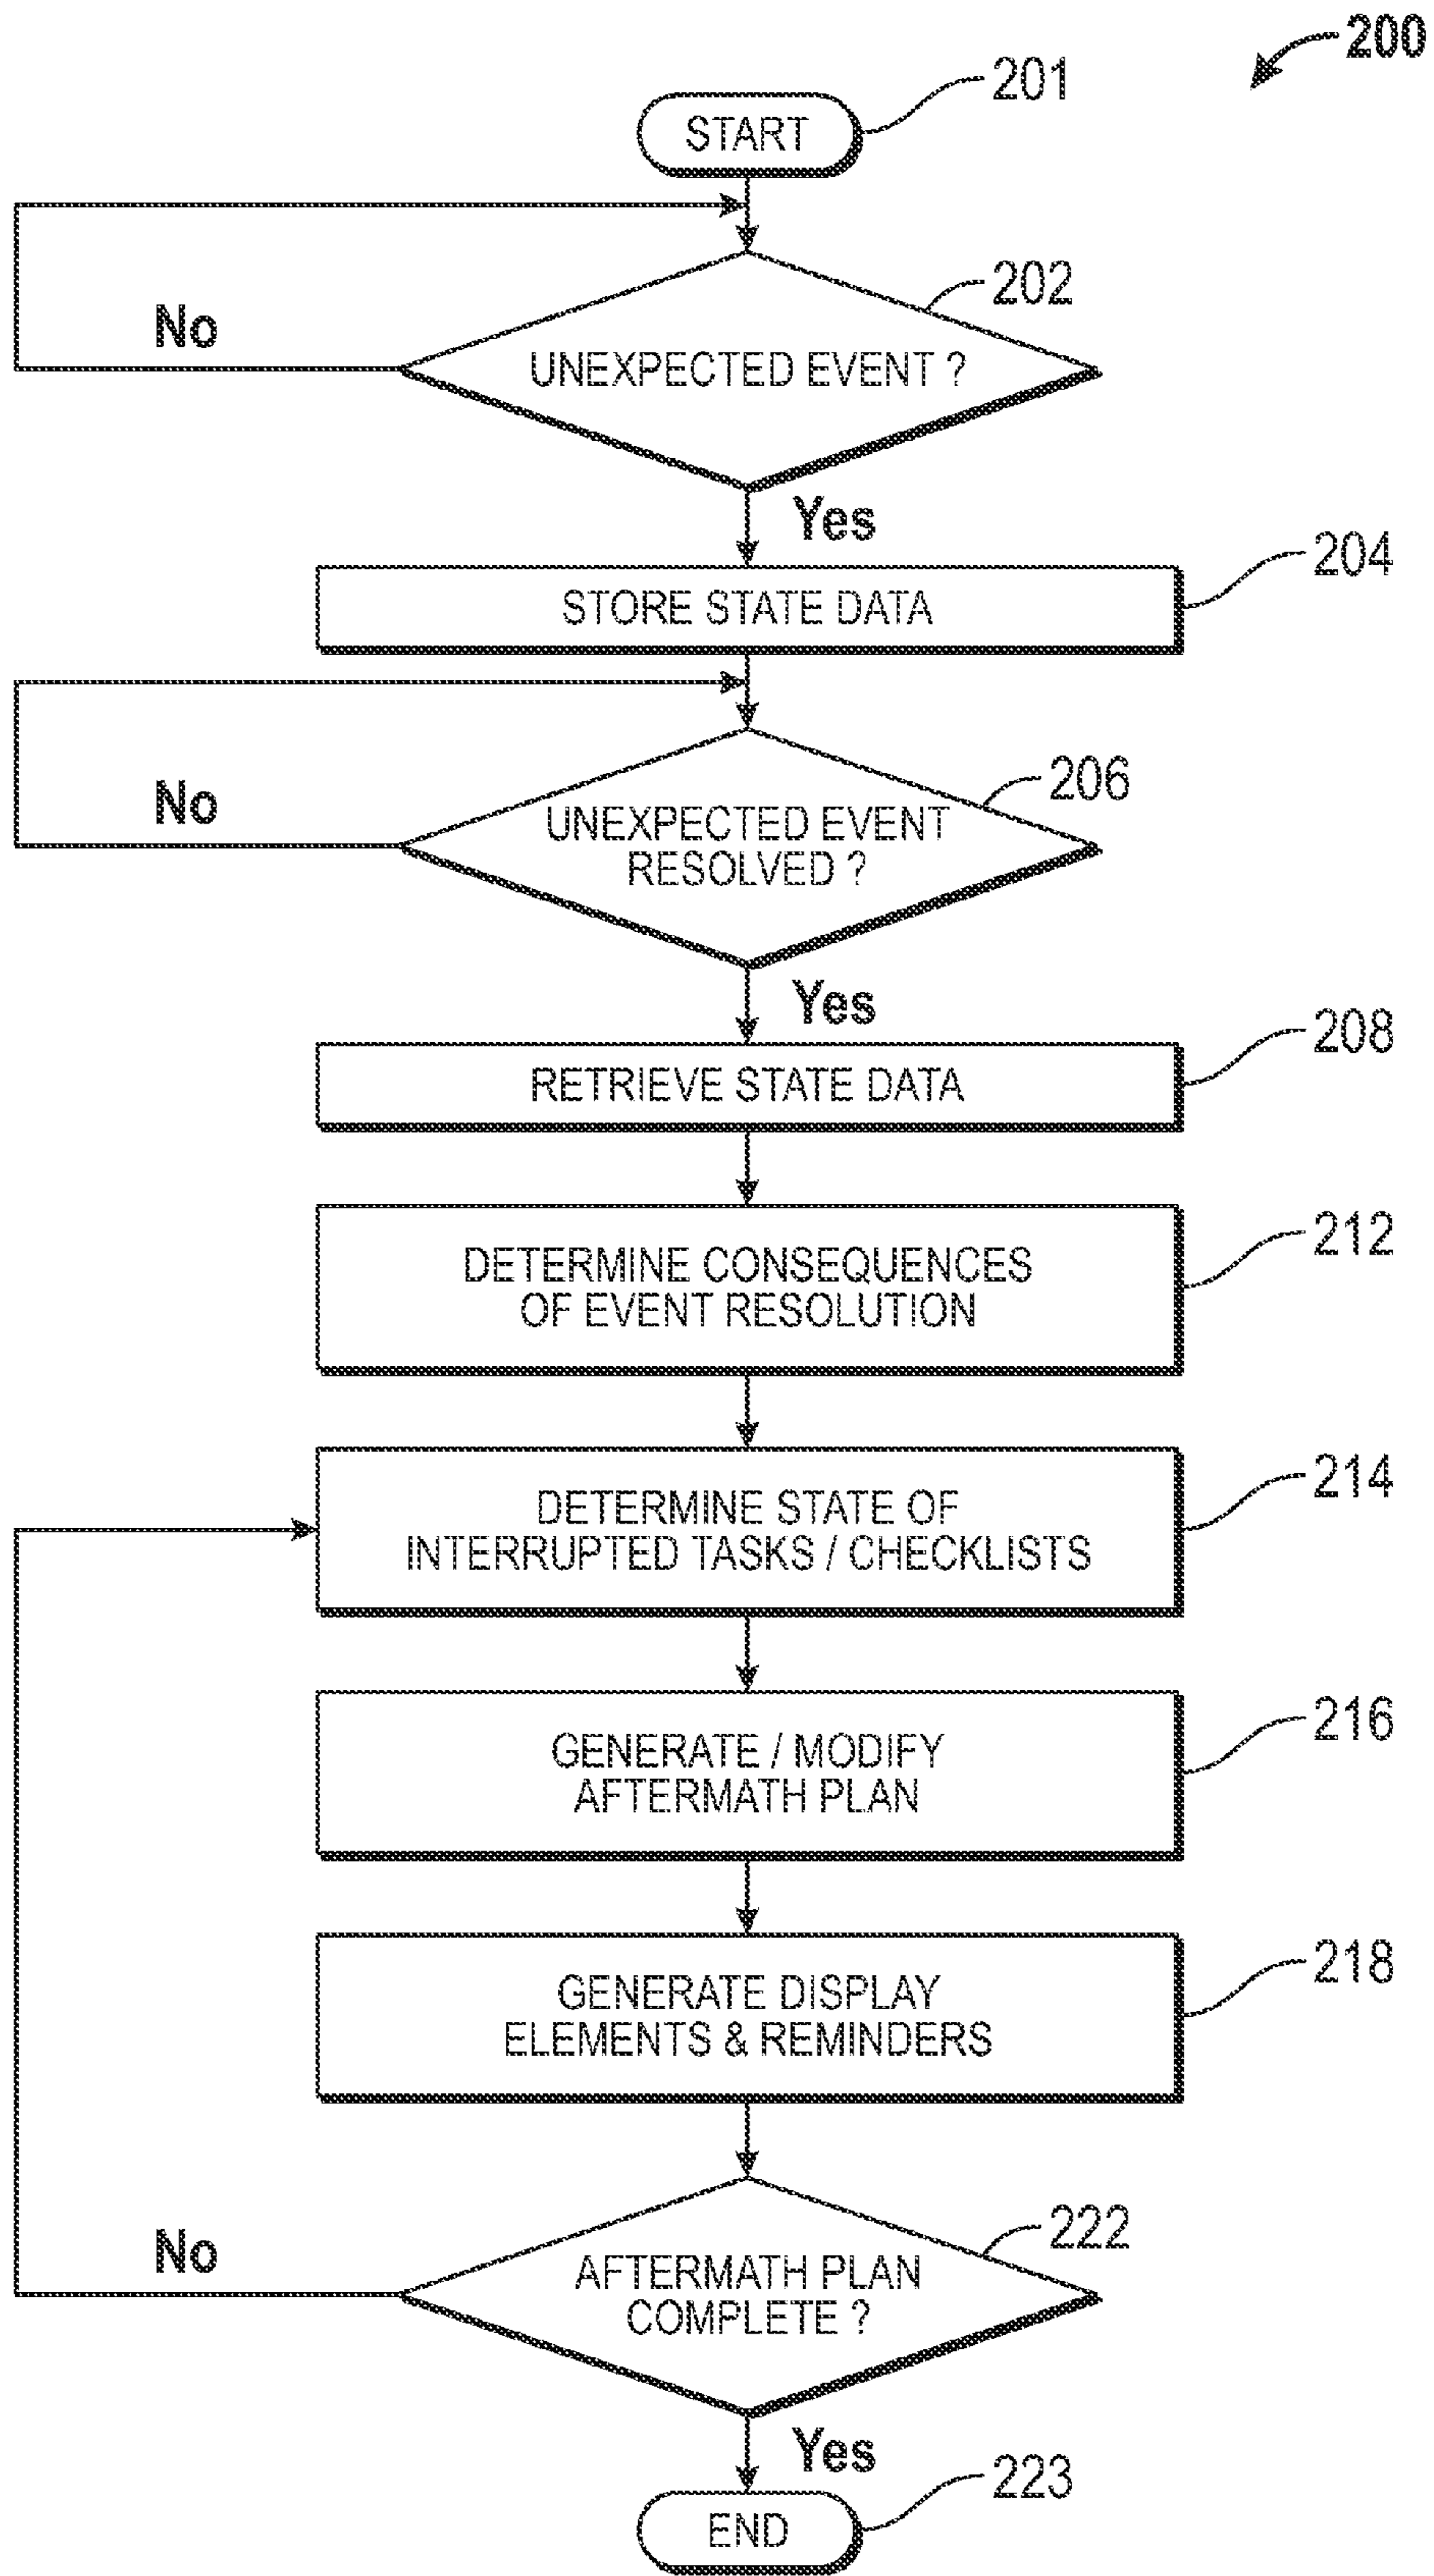 200
201
START
202
No
UNEXPECTED EVENT ?
Yes
204
STORE STATE DATA
206
No
UNEXPECTED EVENT
RESOLVED ?
Yes
208
RETRIEVE STATE DATA
212
DETERMINE CONSEQUENCES
OF EVENT RESOLUTION
214
DETERMINE STATE OF
INTERRUPTED TASKS / CHECKLISTS
216
GENERATE / MODIFY
AFTERMATH PLAN
218
GENERATE DISPLAY
ELEMENTS & REMINDERS
222
No
AFTERMATH PLAN
COMPLETE ?
Yes
223
END